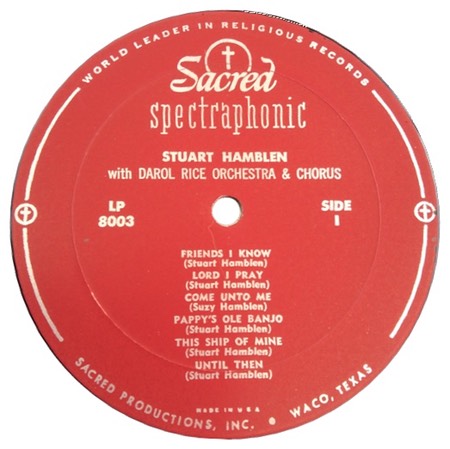 WORLD LEADER IN RELIGIOUS RECORDS
Sacred
spectraphonic
STUART HAMBLEN
with DAROL RICE ORCHESTRA & CHORUS
LP
8003
SIDE
1
FRIENDS I KNOW
(Stuart Hamblen)
LORD I PRAY
(Stuart Hamblen)
COME UNTO ME
(Suzy Hamblen)
PAPPY'S OLE BANJO
(Stuart Hamblen)
THIS SHIP OF MINE
(Stuart Hamblen)
UNTIL THEN
(Stuart Hamblen)
MADE IN U S A
SACRED PRODUCTIONS, INC. • WACO, TEXAS